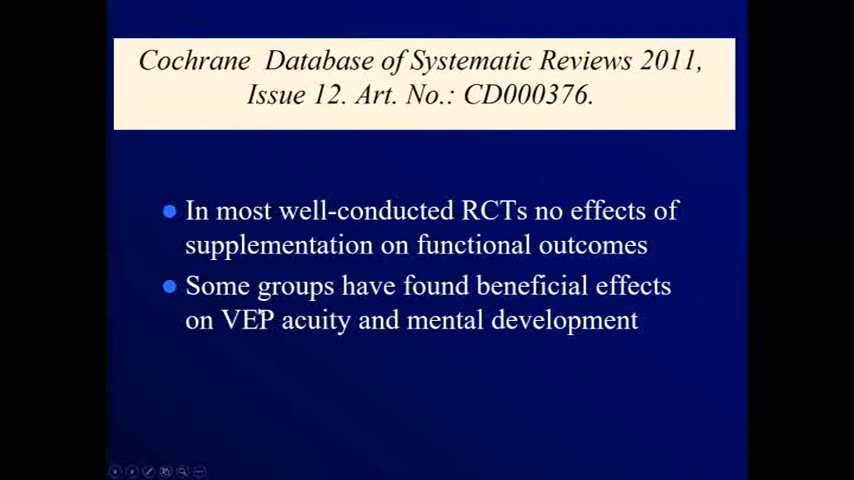 Cochrane Database of Systematic Reviews 2011,
Issue 12. Art. No.: CD000376.
In most well-conducted RCTs no effects of
supplementation on functional outcomes
Some groups have found beneficial effects
on VEP acuity and mental development